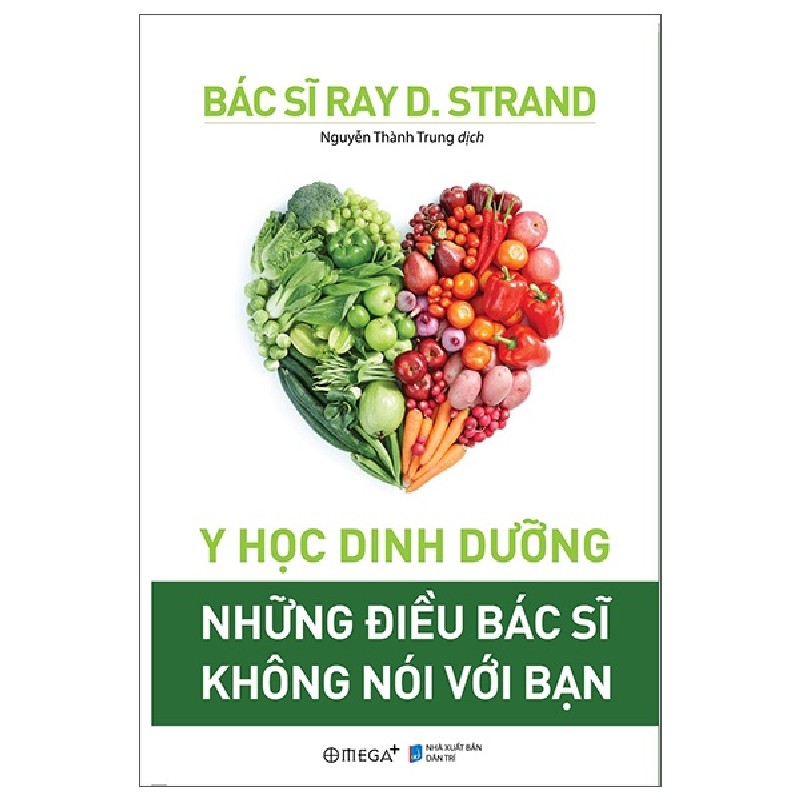 BÁC SĨ RAY D. STRAND
Nguyễn Thành Trung dịch
Y HỌC DINH DƯỠNG
NHỮNG ĐIỀU BÁC SĨ
KHÔNG NÓI VỚI BẠN
OMEGA+
NHÀ XUẤT BẢN
DÂN TRÍ